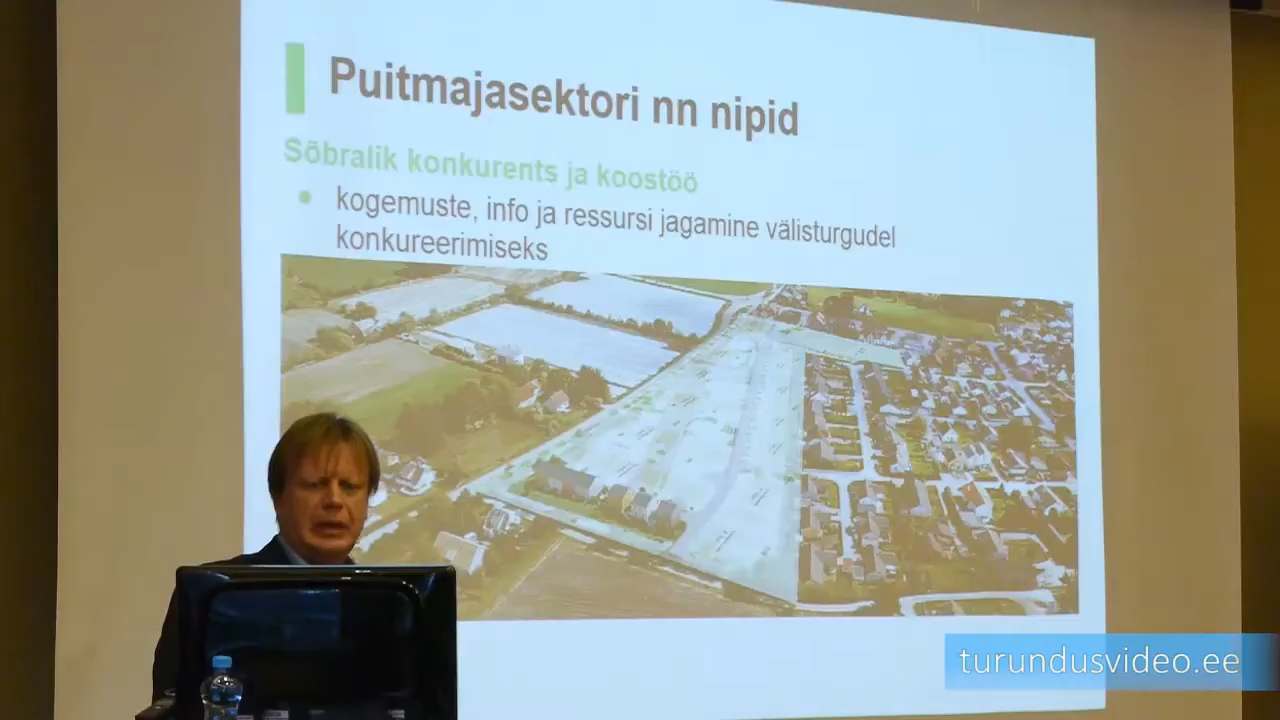 Puitmajasektori nn nipid
Sõbralik konkurents ja koostöö
kogemuste, info ja ressursi jagamine välisturgudel
konkureerimiseks
turundusvideo.ee